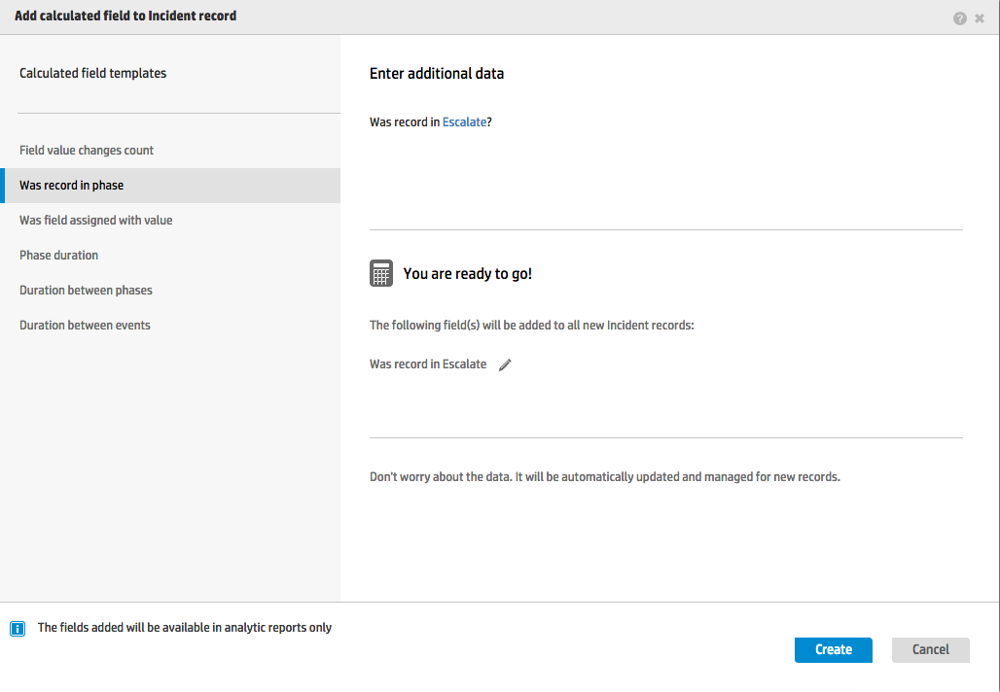 Add calculated field to Incident record
Calculated field templates
Field value changes count
Was record in phase
Was field assigned with value
Phase duration
Duration between phases
Duration between events
Enter additional data
Was record in Escalate?
You are ready to go!
The following field(s) will be added to all new Incident records:
Was record in Escalate
Don't worry about the data. It will be automatically updated and managed for new records.
The fields added will be available in analytic reports only
Create
Cancel